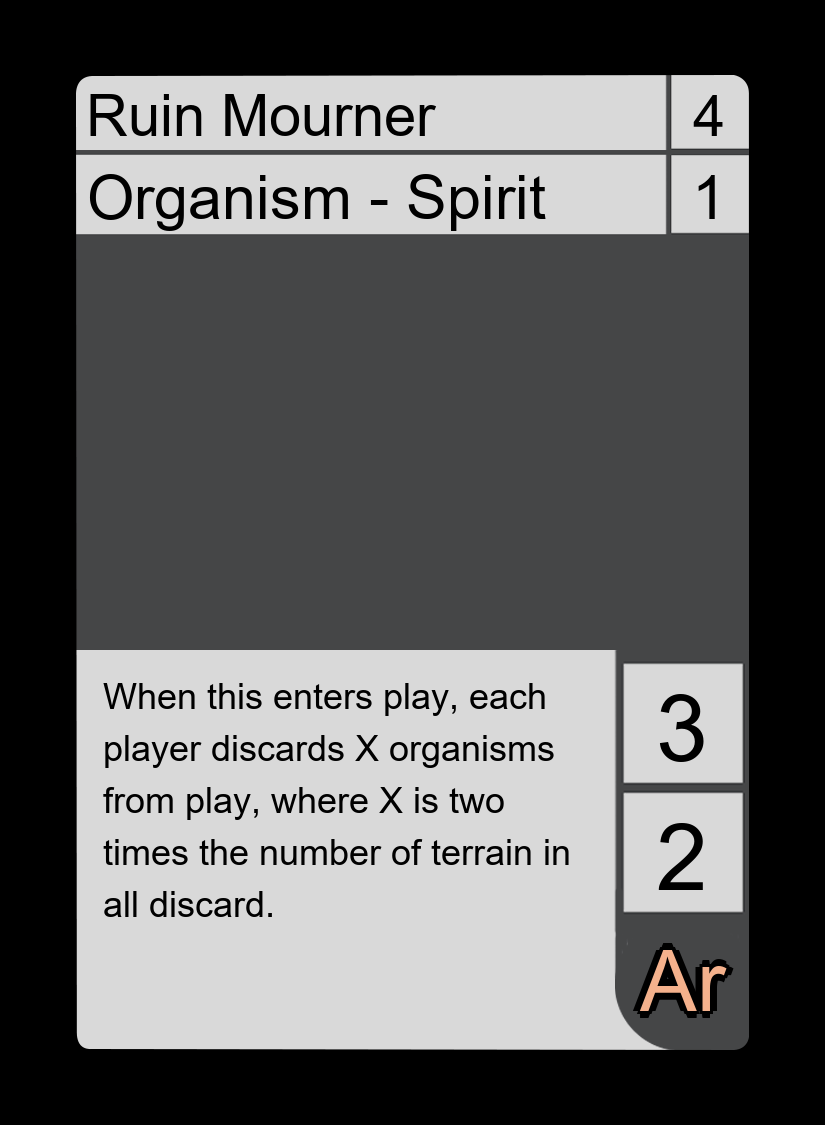 Ruin Mourner 4
Organism - Spirit 1
When this enters play, each
player discards X organisms
from play, where X is two
times the number of terrain in
all discard.
3
2
Ar